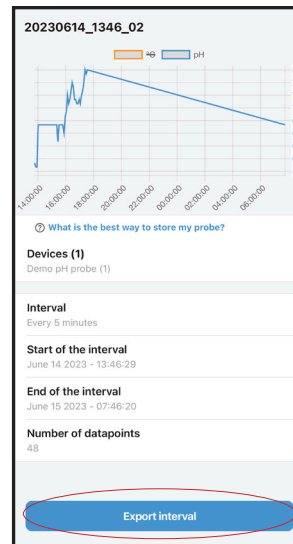 20230614_1346_02
°C pH
14:00:00 16:00:00 18:00:00 20:00:00 22:00:00 00:00:00 02:00:00 04:00:00 06:00:00
What is the best way to store my probe?
Devices (1)
Demo pH probe (1)
Interval
Every 5 minutes
Start of the interval
June 14 2023 - 13:46:29
End of the interval
June 15 2023 - 07:46:20
Number of datapoints
48
Export interval